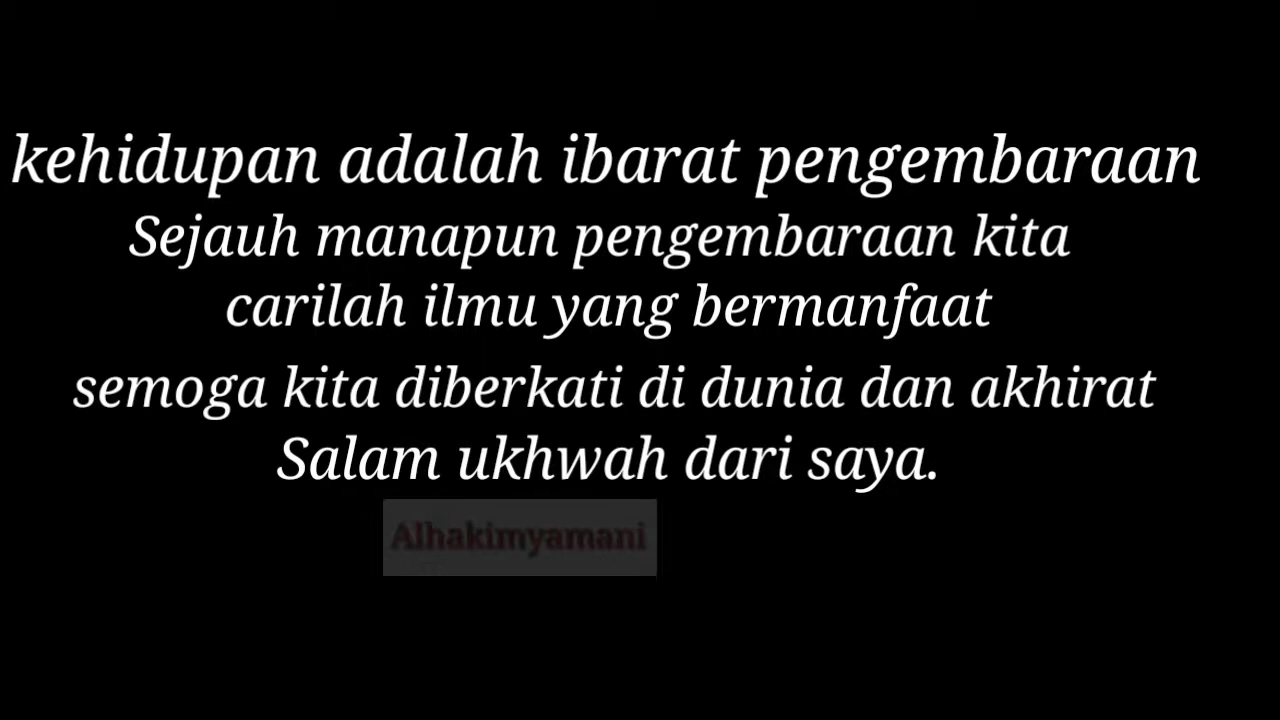 kehidupan adalah ibarat pengembaraan
Sejauh manapun pengembaraan kita
carilah ilmu yang bermanfaat
semoga kita diberkati di dunia dan akhirat
Salam ukhwah dari saya.
Alhakimyamani